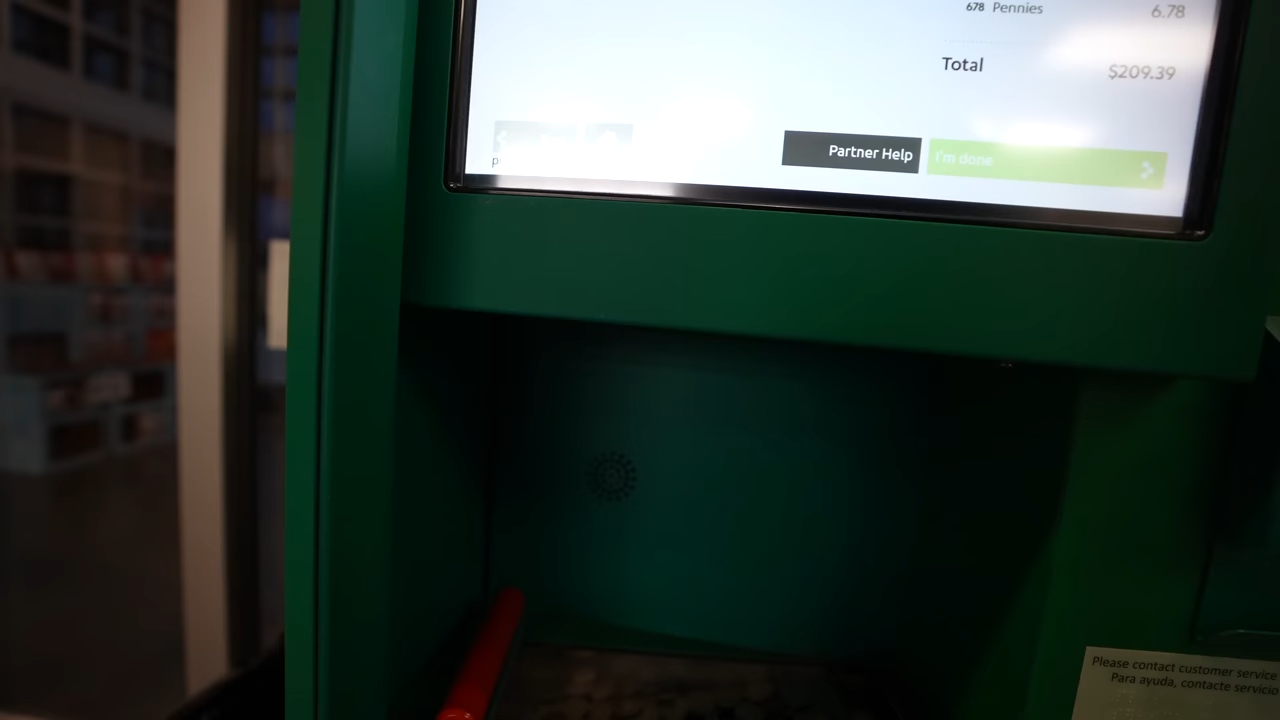 678 Pennies 6.78
Total $209.39
Partner Help
I'm done
Please contact customer service
Para ayuda, contacte servicio